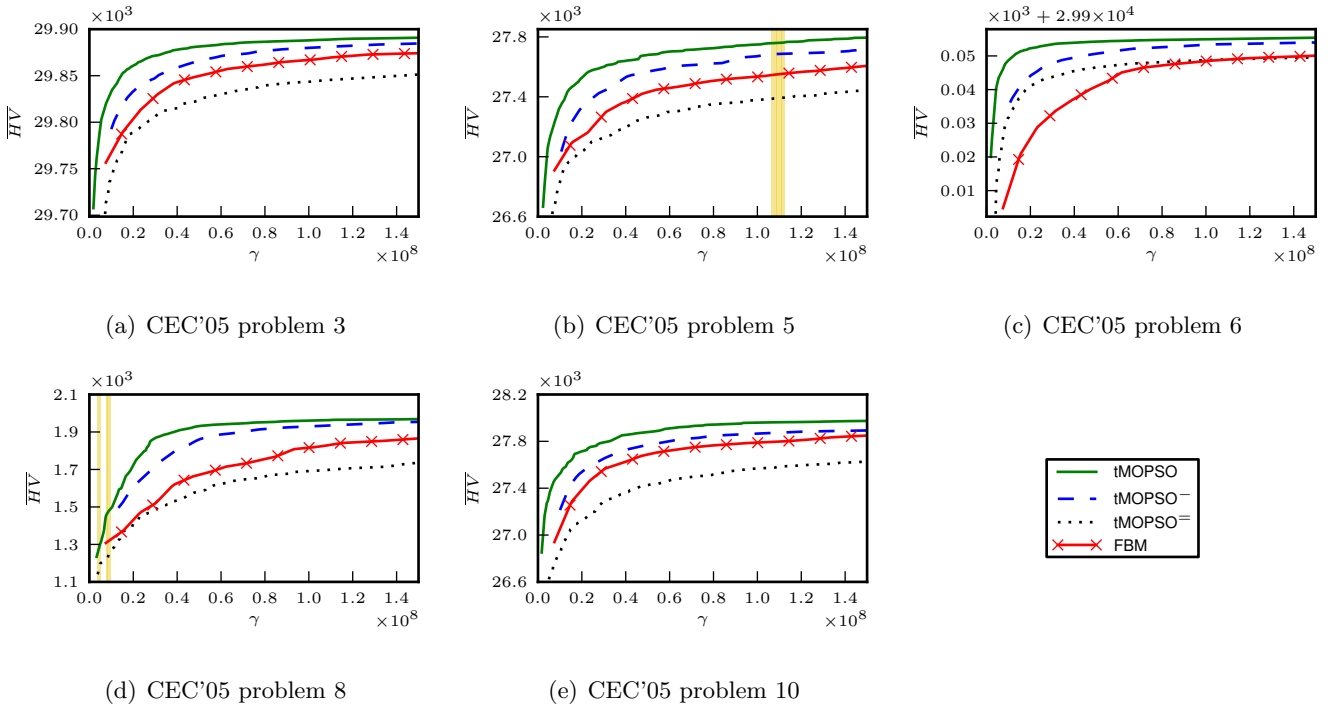 ×10³
29.90
29.85
29.80
29.75
29.70
HV
0.0 0.2 0.4 0.6 0.8 1.0 1.2 1.4
γ
×10⁸
(a) CEC'05 problem 3
×10³
27.8
27.4
27.0
26.6
HV
0.0 0.2 0.4 0.6 0.8 1.0 1.2 1.4
γ
×10⁸
(b) CEC'05 problem 5
×10³ + 2.99×10⁴
0.05
0.04
0.03
0.02
0.01
HV
0.0 0.2 0.4 0.6 0.8 1.0 1.2 1.4
γ
×10⁸
(c) CEC'05 problem 6
×10³
2.1
1.9
1.7
1.5
1.3
1.1
HV
0.0 0.2 0.4 0.6 0.8 1.0 1.2 1.4
γ
×10⁸
(d) CEC'05 problem 8
×10³
28.2
27.8
27.4
27.0
26.6
HV
0.0 0.2 0.4 0.6 0.8 1.0 1.2 1.4
γ
×10⁸
(e) CEC'05 problem 10
tMOPSO
tMOPSO⁻
tMOPSO⁼
FBM